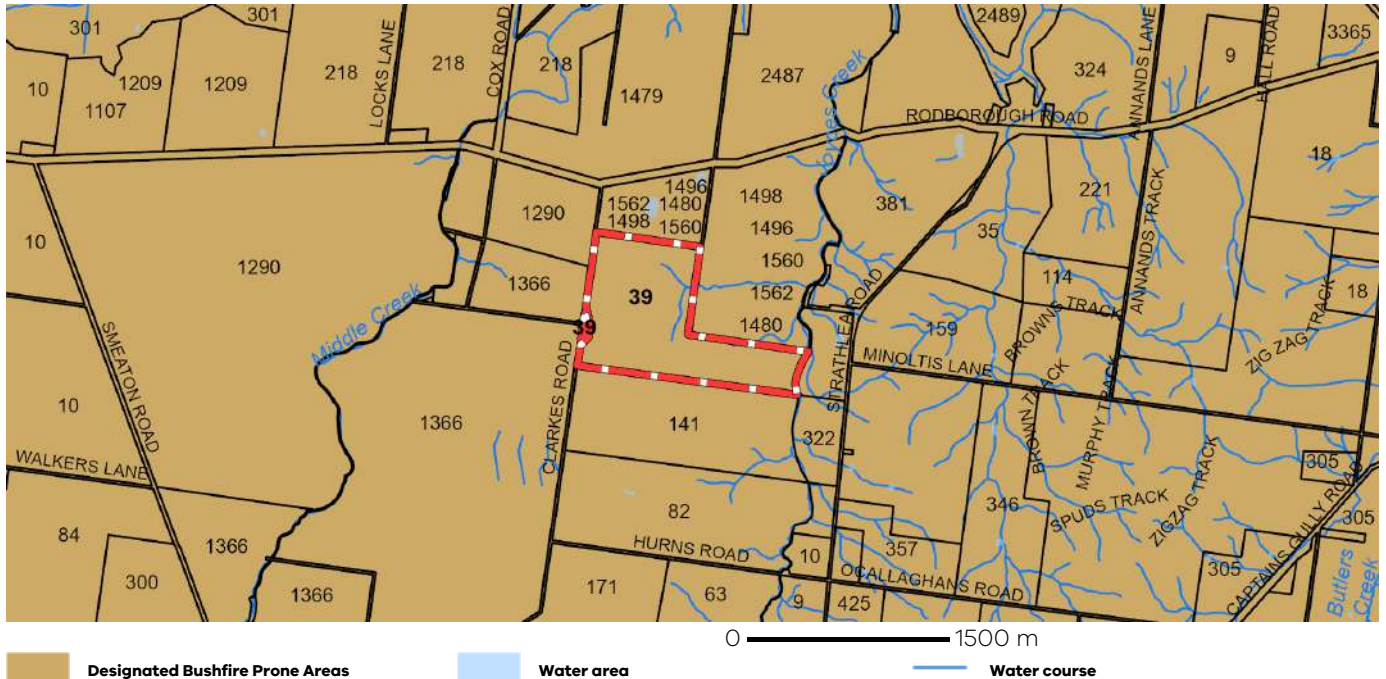 301
301
2489
3365
10
1107
1209
1209
218
LOCKS LANE
218
COX ROAD
218
1479
2487
Joyces Creek
RODBOROUGH ROAD
324
ANNANDS LANE
9
HALL ROAD
18
10
1290
1290
1366
Middle Creek
1496
1562 1480
1498 1560
1498
1496
1560
1562
1480
381
35
221
114
ANNANDS TRACK
39
39
STRATHLEA ROAD
159
MINOLTIS LANE
BROWNS TRACK
BROWN TRACK
MURPHY TRACK
ZIG ZAG TRACK
18
SMEATON ROAD
10
WALKERS LANE
1366
CLARKES ROAD
141
322
84
300
1366
1366
82
HURNS ROAD
171
63
10
9
425
357
OCALLAGHANS ROAD
346
SPUDS TRACK
ZIGZAG TRACK
305
305
305
CAPTAINS GULLY ROAD
Butlers
Creek
0 1500 m
Designated Bushfire Prone Areas Water area Water course